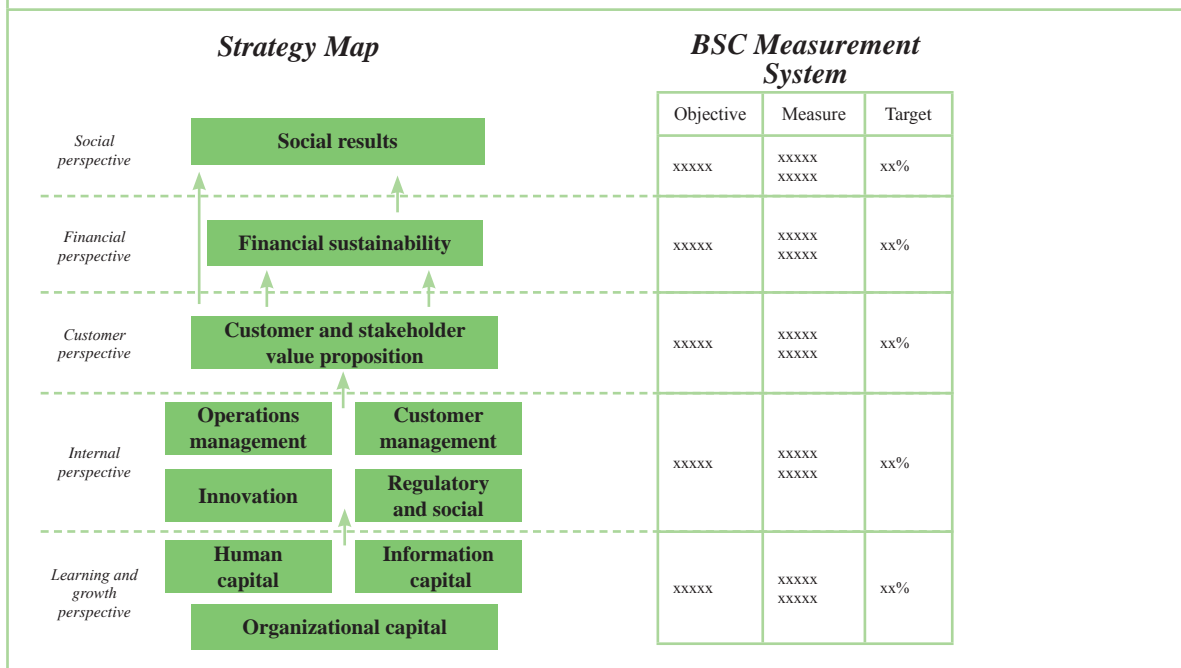 Strategy Map
BSC Measurement
System
Objective Measure Target
Social
perspective
Social results
xxxxx
xxxxx
xxxxx
xx%
Financial
perspective
Financial sustainability
xxxxx
xxxxx
xxxxx
xx%
Customer
perspective
Customer and stakeholder
value proposition
xxxxx
xxxxx
xxxxx
xx%
Internal
perspective
Operations
management
Customer
management
Innovation
Regulatory
and social
xxxxx
xxxxx
xxxxx
xx%
Learning and
growth
perspective
Human
capital
Information
capital
Organizational capital
xxxxx
xxxxx
xxxxx
xx%